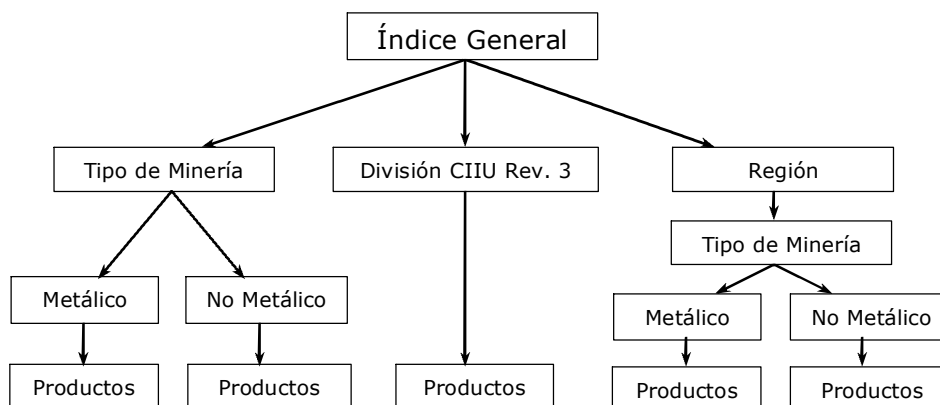 Índice General
Tipo de Minería
División CIIU Rev. 3
Región
Tipo de Minería
Metálico
No Metálico
Metálico
No Metálico
Productos
Productos
Productos
Productos
Productos